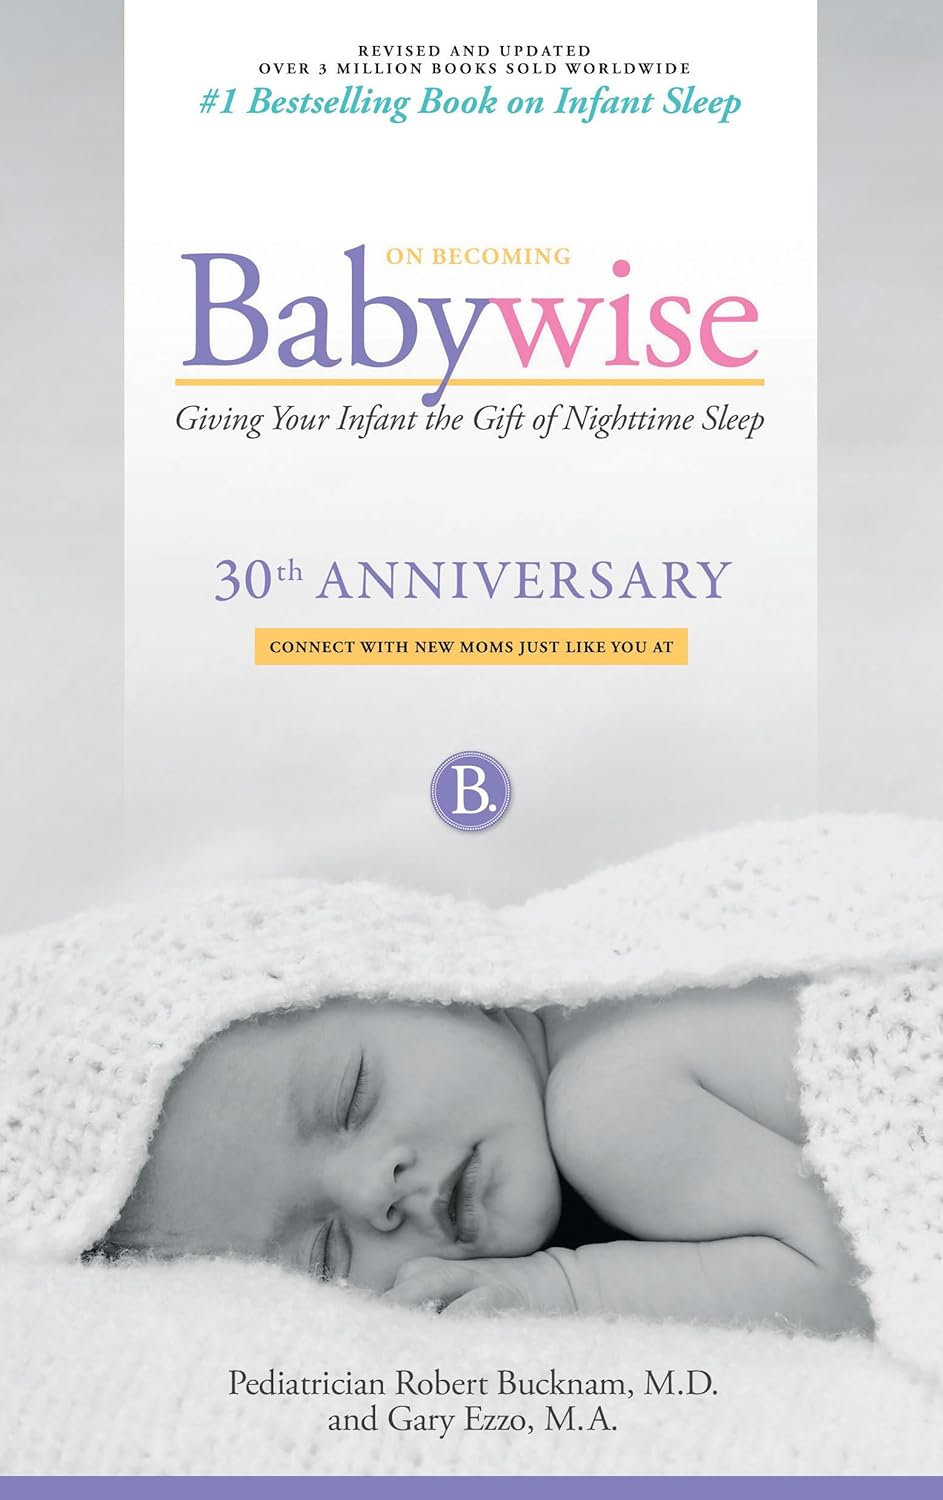 REVISED AND UPDATED
OVER 3 MILLION BOOKS SOLD WORLDWIDE
#1 Bestselling Book on Infant Sleep
ON BECOMING
Babywise
Giving Your Infant the Gift of Nighttime Sleep
30th ANNIVERSARY
CONNECT WITH NEW MOMS JUST LIKE YOU AT
B.
Pediatrician Robert Bucknam, M.D.
and Gary Ezzo, M.A.